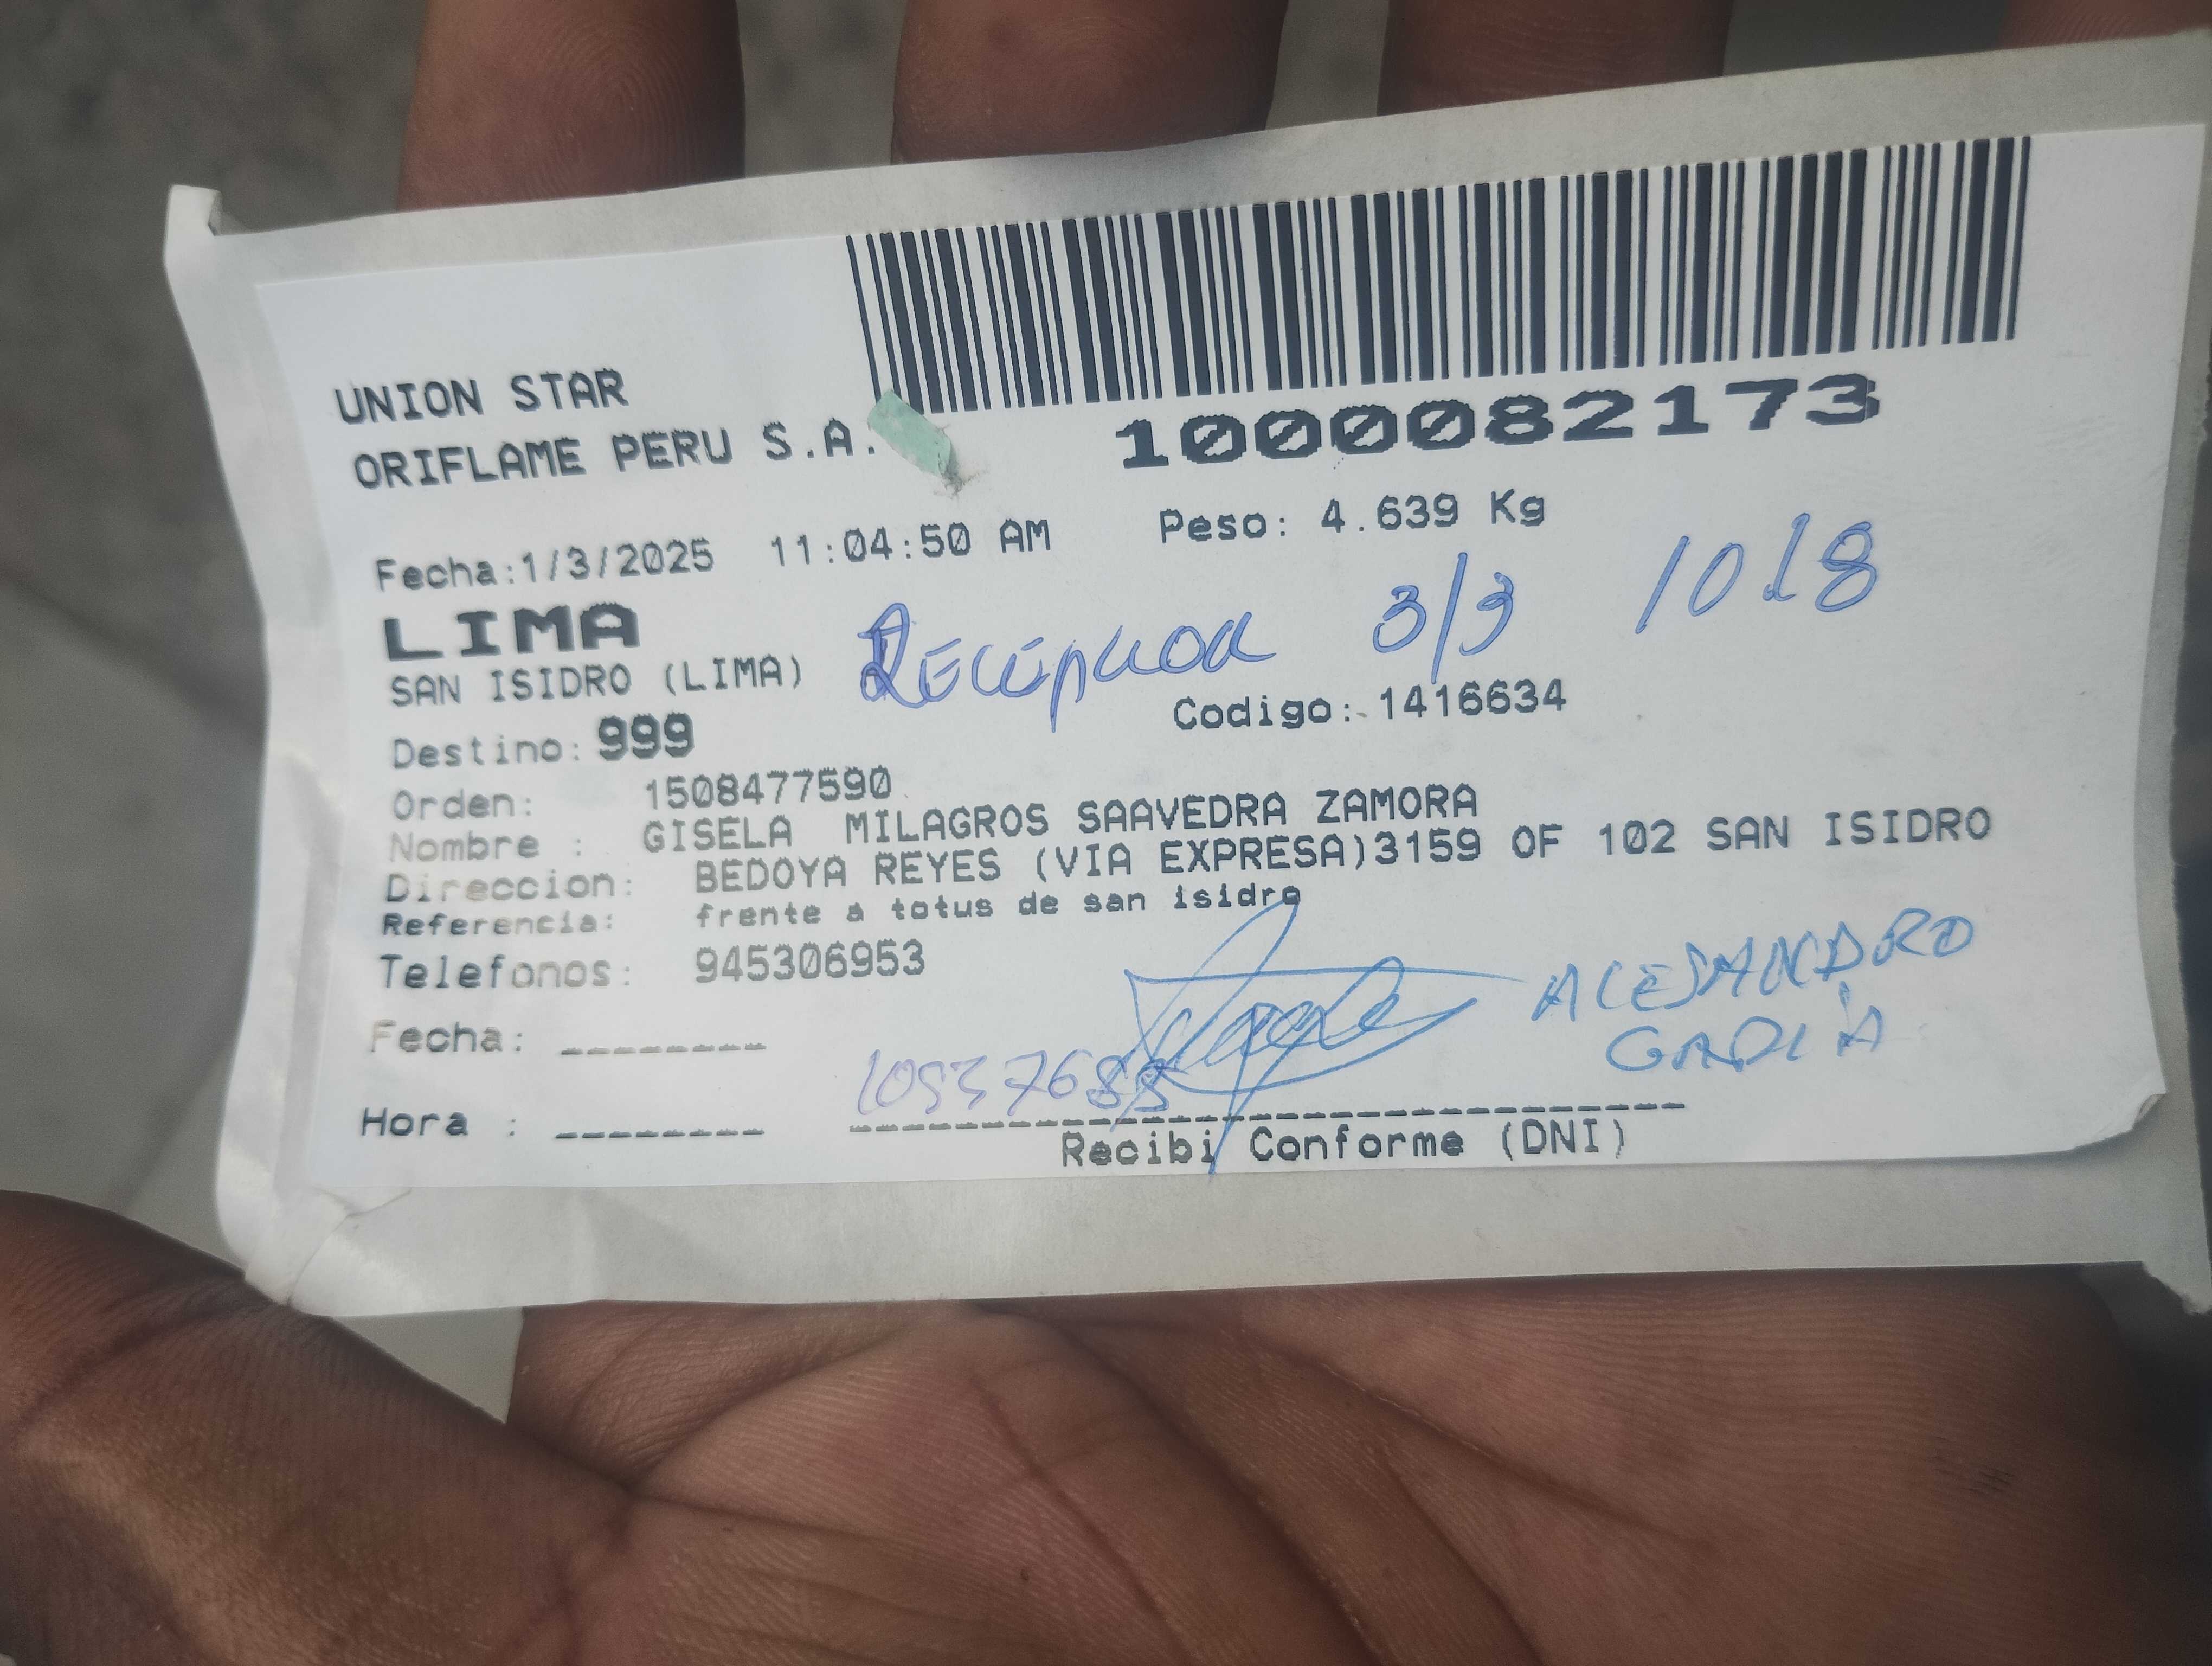 UNION STAR
ORIFLAME PERU S.A.
1000082173
Fecha:1/3/2025 11:04:50 AM Peso: 4.639 Kg
LIMA
SAN ISIDRO (LIMA) Recepcion 3/3 1018
Destino: 999 Codigo: 1416634
Orden: 1508477590
Nombre : GISELA MILAGROS SAAVEDRA ZAMORA
Direccion: BEDOYA REYES (VIA EXPRESA)3159 OF 102 SAN ISIDRO
Referencia: frente a totus de san isidro
Telefonos: 945306953
ALESANDRO
Fecha: ________
Hora : ________
Recibi Conforme (DNI)